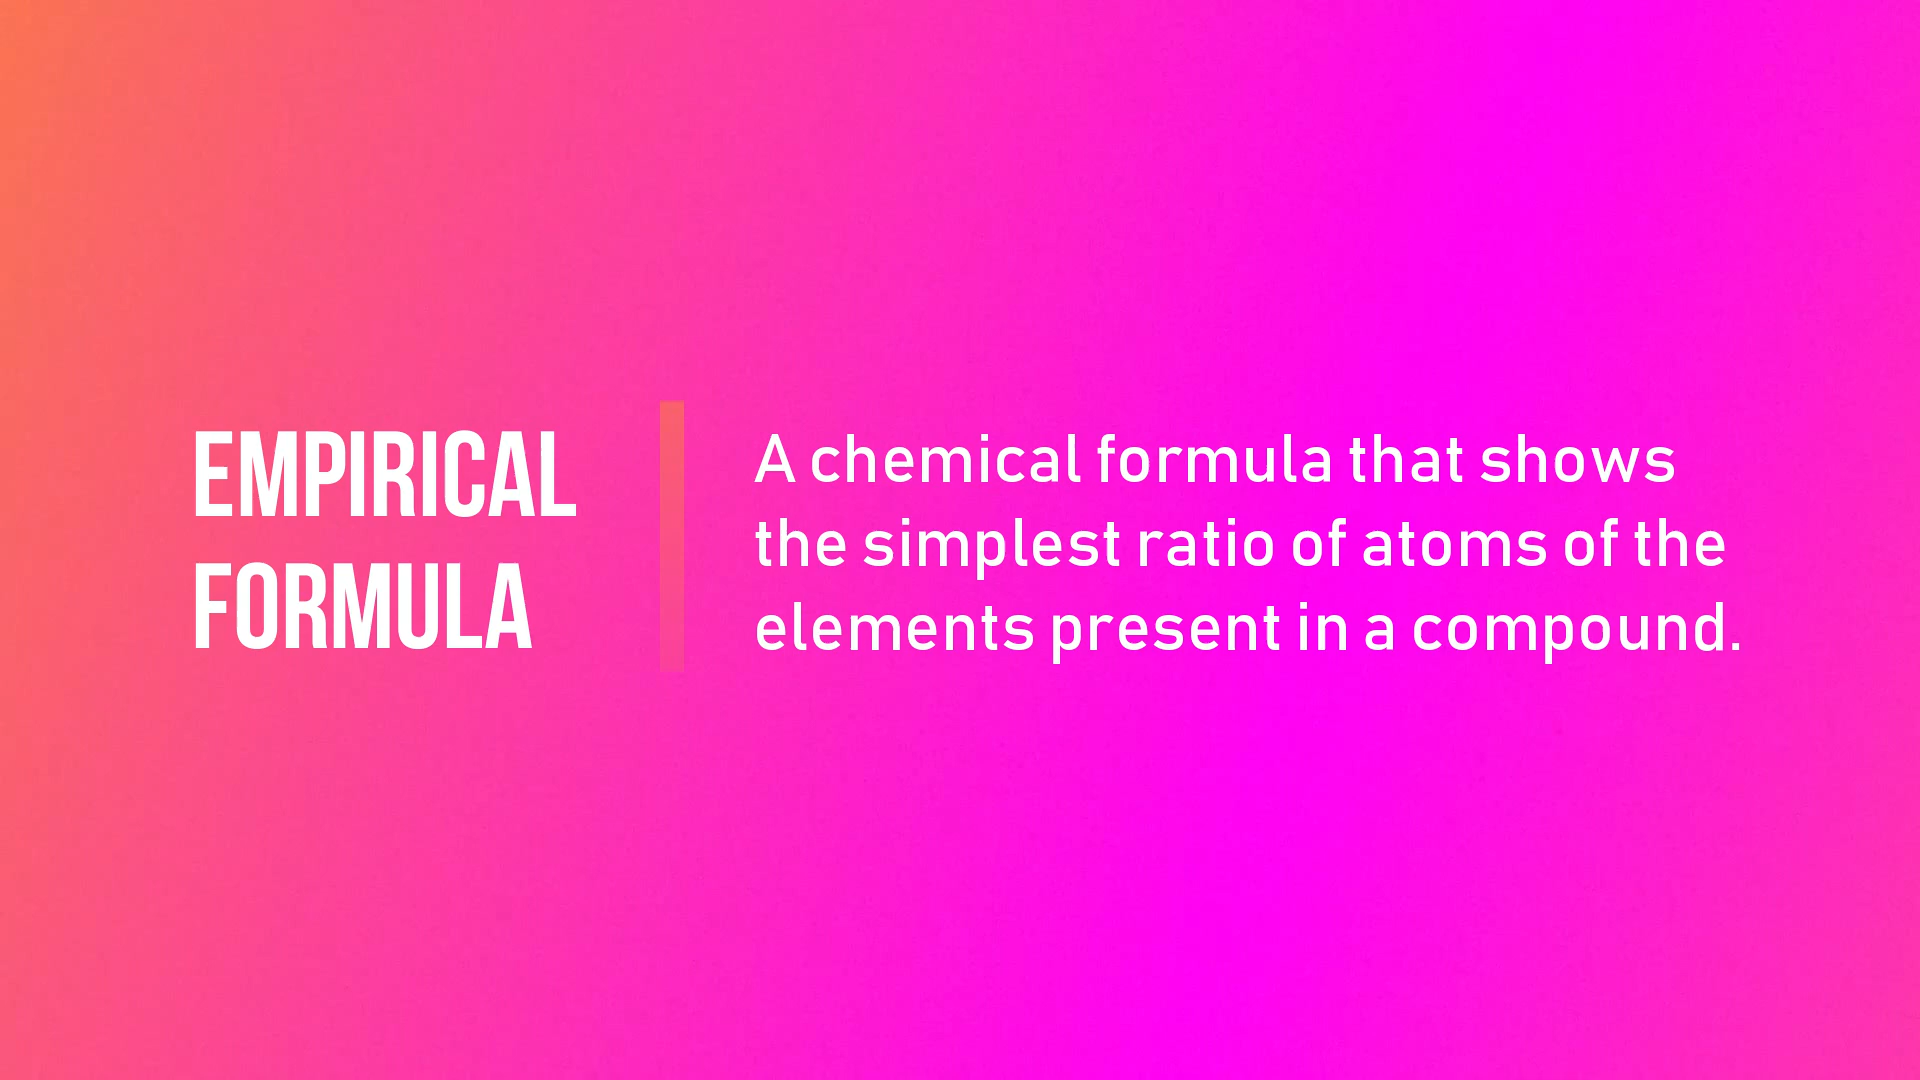 EMPIRICAL
FORMULA
A chemical formula that shows
the simplest ratio of atoms of the
elements present in a compound.